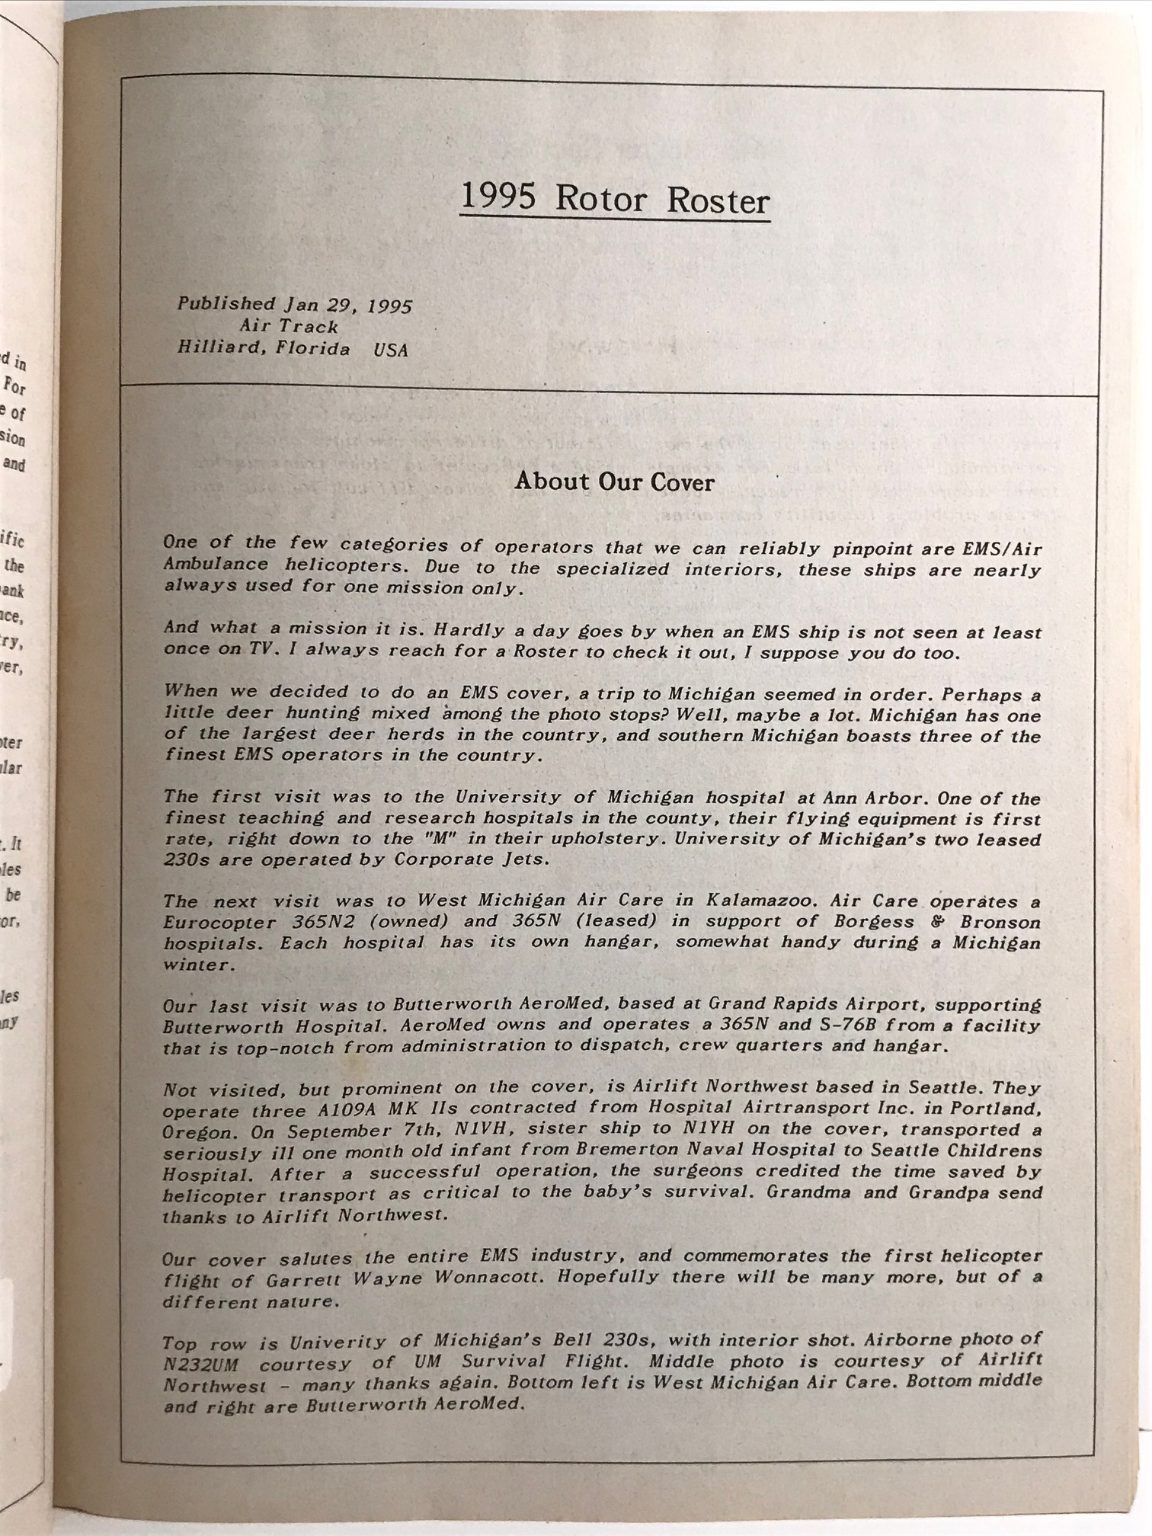 1995 Rotor Roster
Published Jan 29, 1995
Air Track
Hilliard, Florida USA
About Our Cover
One of the few categories of operators that we can reliably pinpoint are EMS/Air
Ambulance helicopters. Due to the specialized interiors, these ships are nearly
always used for one mission only.
And what a mission it is. Hardly a day goes by when an EMS ship is not seen at least
once on TV. I always reach for a Roster to check it out, I suppose you do too.
When we decided to do an EMS cover, a trip to Michigan seemed in order. Perhaps a
little deer hunting mixed among the photo stops? Well, maybe a lot. Michigan has one
of the largest deer herds in the country, and southern Michigan boasts three of the
finest EMS operators in the country.
The first visit was to the University of Michigan hospital at Ann Arbor. One of the
finest teaching and research hospitals in the county, their flying equipment is first
rate, right down to the "M" in their upholstery. University of Michigan's two leased
230s are operated by Corporate Jets.
The next visit was to West Michigan Air Care in Kalamazoo. Air Care operates a
Eurocopter 365N2 (owned) and 365N (leased) in support of Borgess & Bronson
hospitals. Each hospital has its own hangar, somewhat handy during a Michigan
winter.
Our last visit was to Butterworth AeroMed, based at Grand Rapids Airport, supporting
Butterworth Hospital. AeroMed owns and operates a 365N and S-76B from a facility
that is top-notch from administration to dispatch, crew quarters and hangar.
Not visited, but prominent on the cover, is Airlift Northwest based in Seattle. They
operate three A109A MK IIs contracted from Hospital Airtransport Inc. in Portland,
Oregon. On September 7th, N1VH, sister ship to N1YH on the cover, transported a
seriously ill one month old infant from Bremerton Naval Hospital to Seattle Childrens
Hospital. After a successful operation, the surgeons credited the time saved by
helicopter transport as critical to the baby's survival. Grandma and Grandpa send
thanks to Airlift Northwest.
Our cover salutes the entire EMS industry, and commemorates the first helicopter
flight of Garrett Wayne Wonnacott. Hopefully there will be many more, but of a
different nature.
Top row is Univerity of Michigan's Bell 230s, with interior shot. Airborne photo of
N232UM courtesy of UM Survival Flight. Middle photo is courtesy of Airlift
Northwest - many thanks again. Bottom left is West Michigan Air Care. Bottom middle
and right are Butterworth AeroMed.